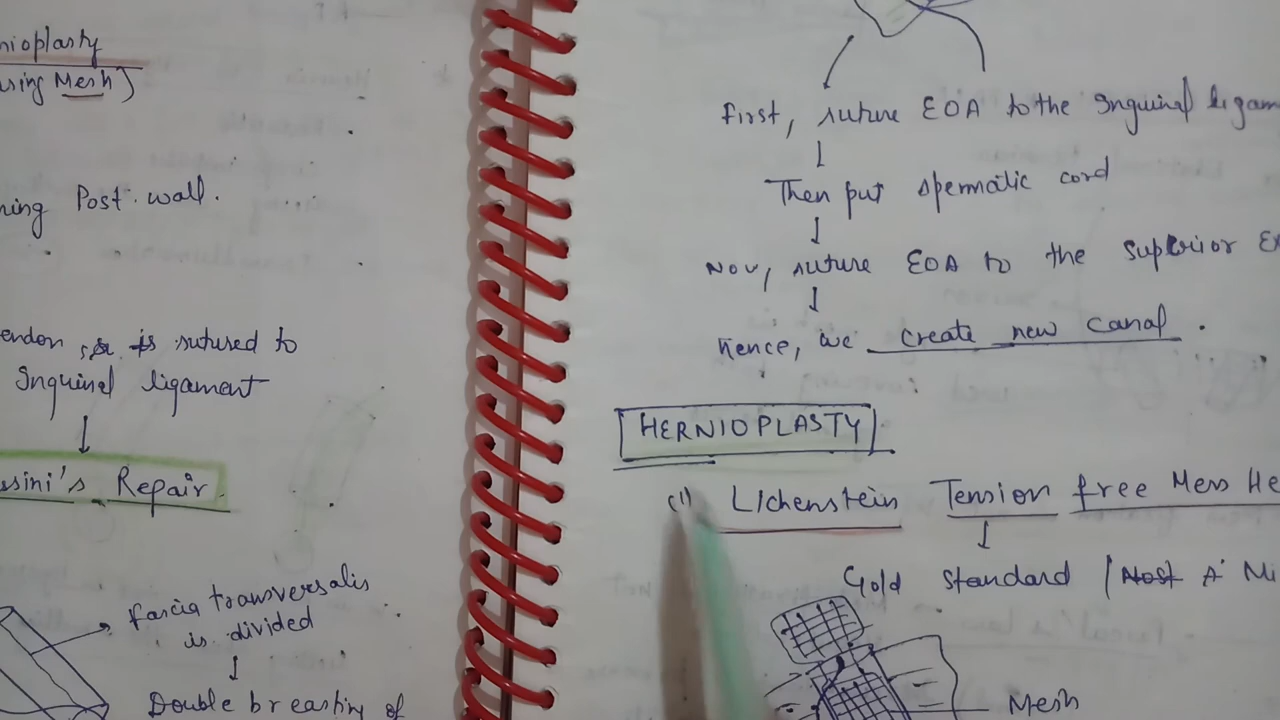 nioplasty
using Mesh)
ning Post. wall.
endon is sutured to
Inguinal ligament
ssini's Repair.
fascia transversalis
is divided
Double breasting of
First, suture EOA to the Inguinal ligam
Then put spermatic cord
Now, suture EOA to the superior E
Hence, we create new canal.
HERNIOPLASTY
(1) LIchenstein Tension free Mesh He
Gold standard / A' Mi
Mesh